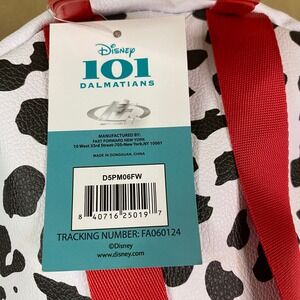 Disney
101
DALMATIANS
MANUFACTURED BY:
FAST FORWARD NEW YORK
10 West 33rd Street-705-New York,NY 10001
MADE IN DONGGUAN, CHINA
D5PM06FW
8 40716 25019 7
TRACKING NUMBER: FA060124
©Disney
www.disney.com